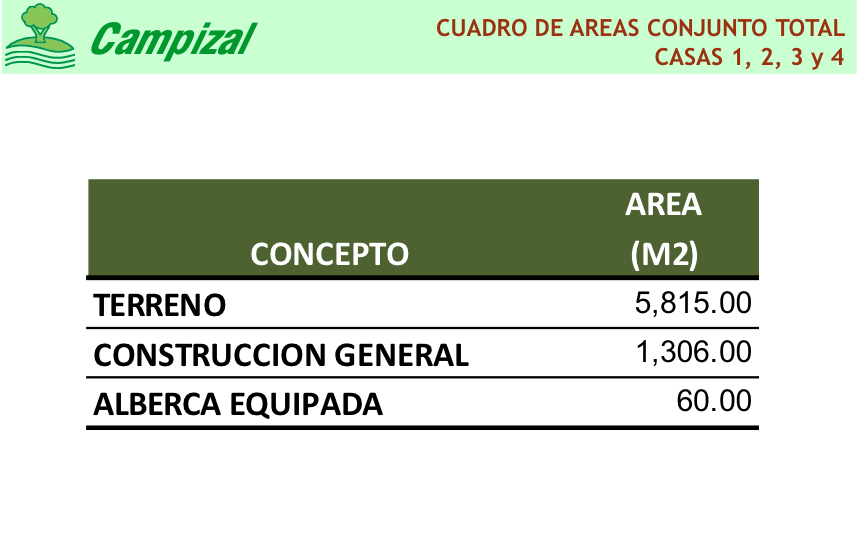 Campizal
CUADRO DE AREAS CONJUNTO TOTAL
CASAS 1, 2, 3 y 4
CONCEPTO AREA (M2)
TERRENO 5,815.00
CONSTRUCCION GENERAL 1,306.00
ALBERCA EQUIPADA 60.00